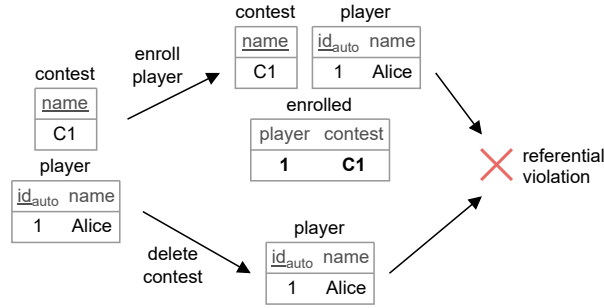 contest
name
C1
player
id auto name
1 Alice
enroll
player
contest
name
C1
player
id auto name
1 Alice
enrolled
player contest
1 C1
delete
contest
player
id auto name
1 Alice
referential
violation